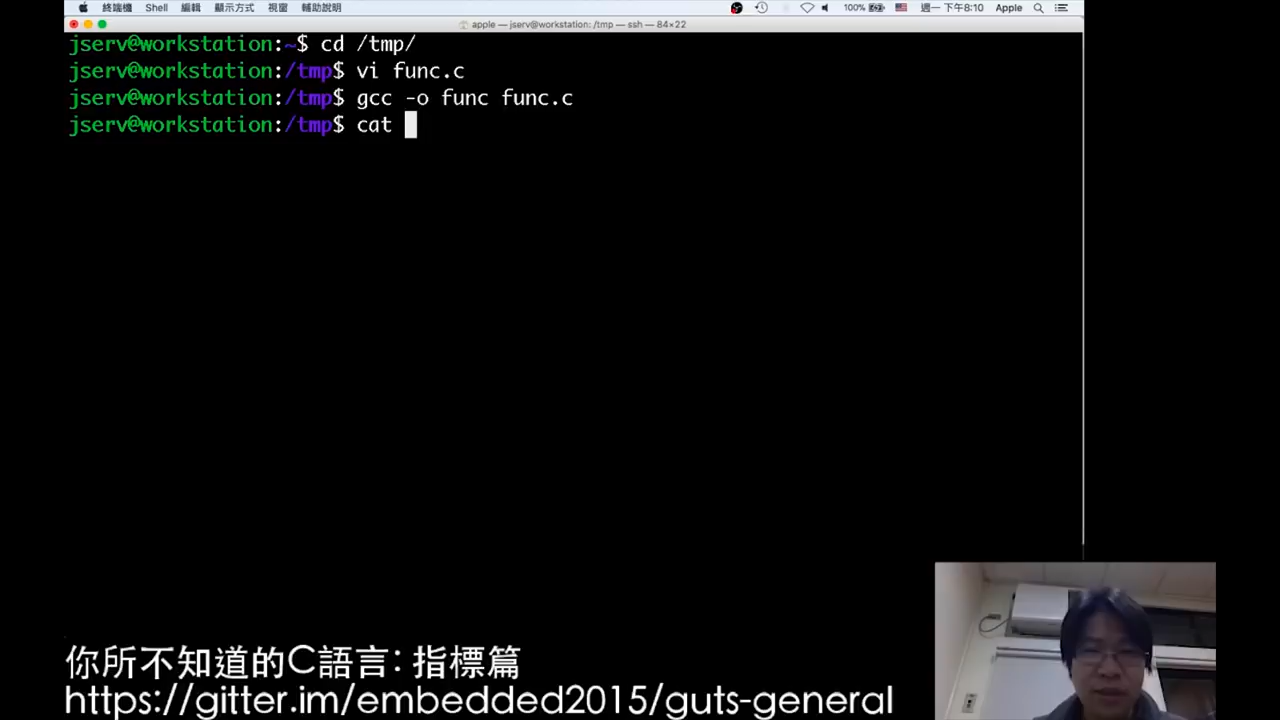 終端機 Shell 編輯 顯示方式 視窗 輔助說明 100% 週一 下午8:10 Apple
apple — jserv@workstation: /tmp — ssh — 84×22
jserv@workstation:~$ cd /tmp/
jserv@workstation:/tmp$ vi func.c
jserv@workstation:/tmp$ gcc -o func func.c
jserv@workstation:/tmp$ cat
你所不知道的C語言: 指標篇
https://gitter.im/embedded2015/guts-general